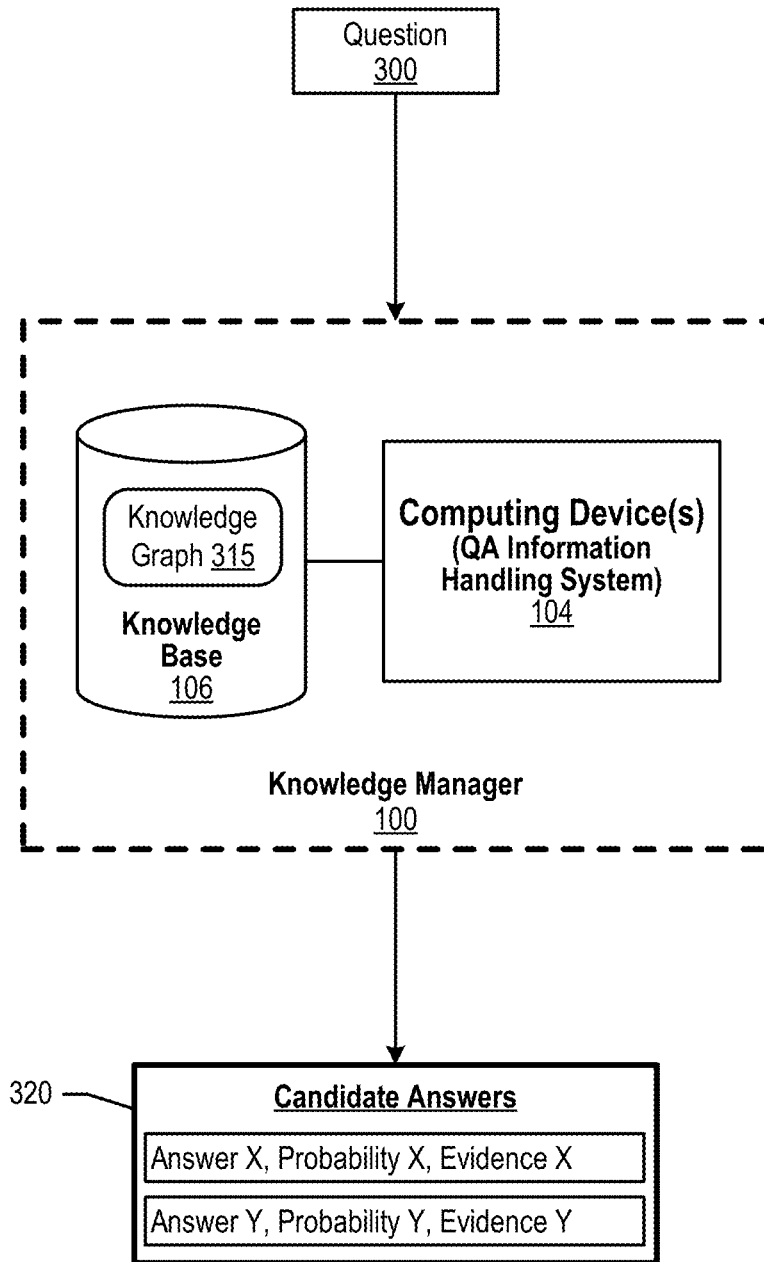 Question
300
Knowledge
Graph 315
Knowledge
Base
106
Computing Device(s)
(QA Information
Handling System)
104
Knowledge Manager
100
320
Candidate Answers
Answer X, Probability X, Evidence X
Answer Y, Probability Y, Evidence Y